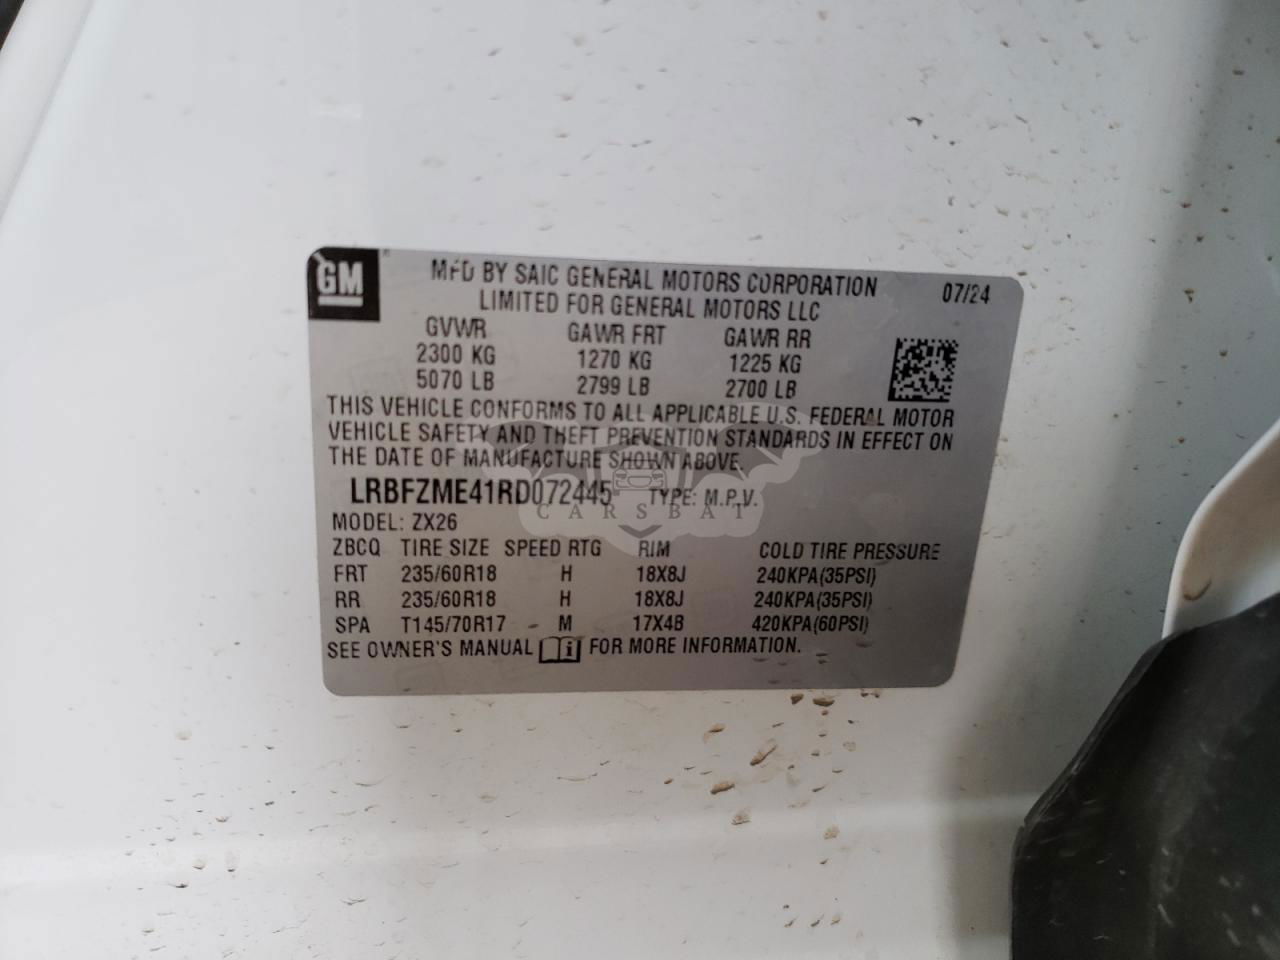 GM
MFD BY SAIC GENERAL MOTORS CORPORATION
LIMITED FOR GENERAL MOTORS LLC
07/24
GVWR GAWR FRT GAWR RR
2300 KG 1270 KG 1225 KG
5070 LB 2799 LB 2700 LB
THIS VEHICLE CONFORMS TO ALL APPLICABLE U.S. FEDERAL MOTOR
VEHICLE SAFETY AND THEFT PREVENTION STANDARDS IN EFFECT ON
THE DATE OF MANUFACTURE SHOWN ABOVE.
LRBFZME41RD072445 TYPE: M.P.V.
CARSBAT
MODEL: ZX26
ZBCQ TIRE SIZE SPEED RTG RIM COLD TIRE PRESSURE
FRT 235/60R18 H 18X8J 240KPA(35PSI)
RR 235/60R18 H 18X8J 240KPA(35PSI)
SPA T145/70R17 M 17X4B 420KPA(60PSI)
SEE OWNER'S MANUAL i FOR MORE INFORMATION.